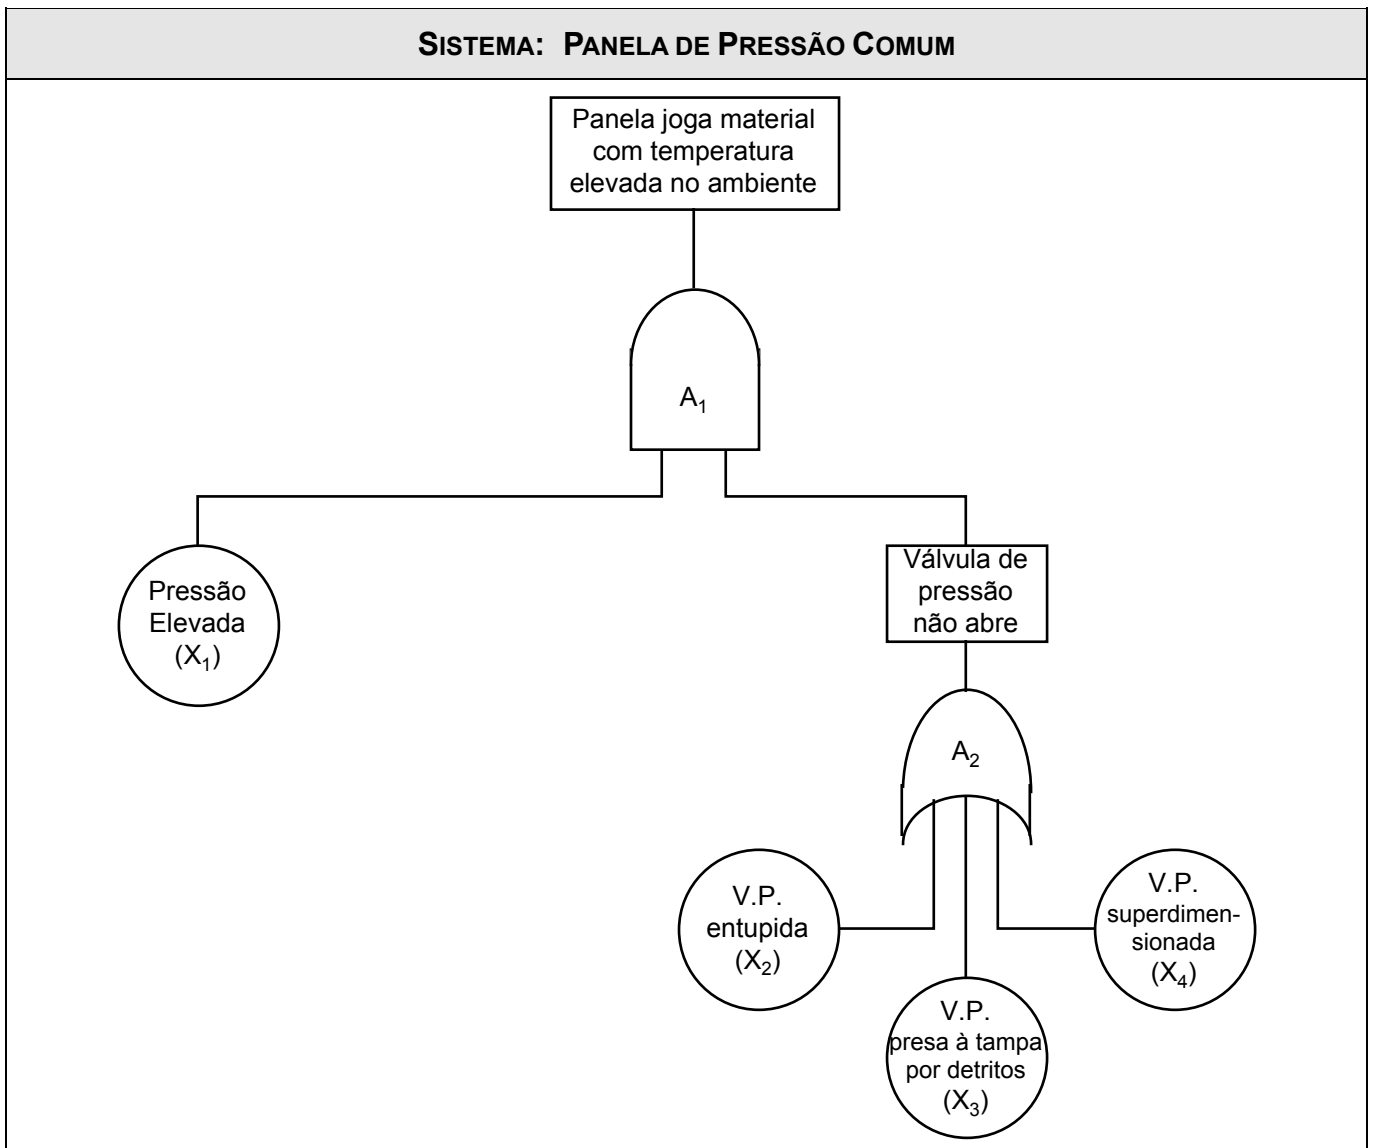 SISTEMA: PANELA DE PRESSÃO COMUM
Panela joga material
com temperatura
elevada no ambiente
A₁
Pressão
Elevada
(X₁)
Válvula de
pressão
não abre
A₂
V.P.
entupida
(X₂)
V.P.
presa à tampa
por detritos
(X₃)
V.P.
superdimen-
sionada
(X₄)